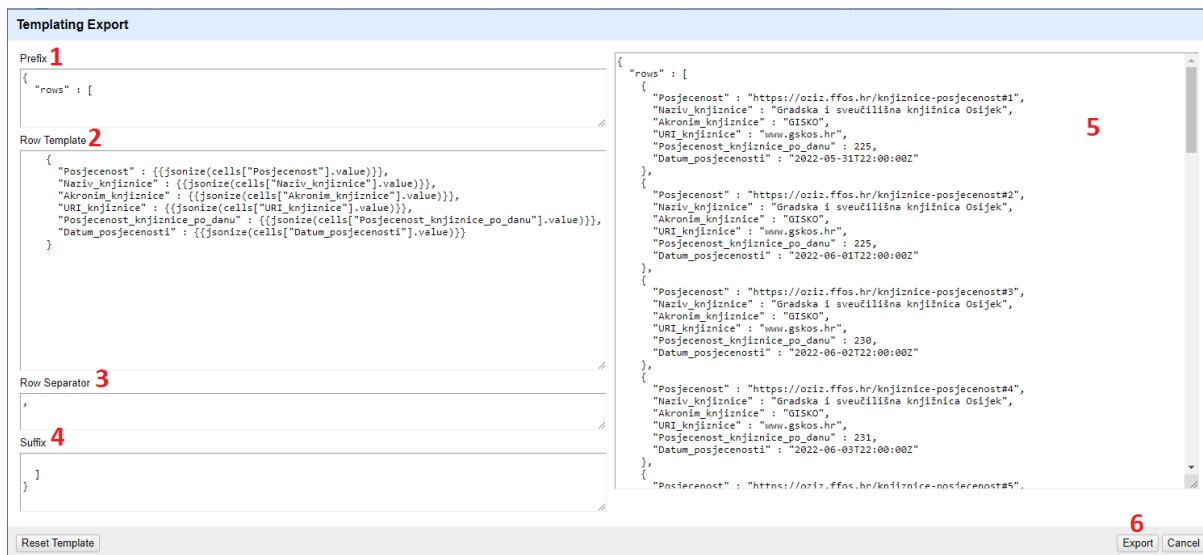 Templating Export
Prefix 1
{
"rows" : [
Row Template 2
{
"Posjecenost" : {{jsonize(cells["Posjecenost"].value)}},
"Naziv_knjiznice" : {{jsonize(cells["Naziv_knjiznice"].value)}},
"Akronim_knjiznice" : {{jsonize(cells["Akronim_knjiznice"].value)}},
"URI_knjiznice" : {{jsonize(cells["URI_knjiznice"].value)}},
"Posjecenost_knjiznice_po_danu" : {{jsonize(cells["Posjecenost_knjiznice_po_danu"].value)}},
"Datum_posjecenosti" : {{jsonize(cells["Datum_posjecenosti"].value)}}
}
Row Separator 3
,
Suffix 4
]
}
5
{
"rows" : [
{
"Posjecenost" : "https://oziz.ffos.hr/knjiznice-posjecenost#1",
"Naziv_knjiznice" : "Gradska i sveučilišna knjižnica Osijek",
"Akronim_knjiznice" : "GISKO",
"URI_knjiznice" : "www.gskos.hr",
"Posjecenost_knjiznice_po_danu" : 225,
"Datum_posjecenosti" : "2022-05-31T22:00:00Z"
},
{
"Posjecenost" : "https://oziz.ffos.hr/knjiznice-posjecenost#2",
"Naziv_knjiznice" : "Gradska i sveučilišna knjižnica Osijek",
"Akronim_knjiznice" : "GISKO",
"URI_knjiznice" : "www.gskos.hr",
"Posjecenost_knjiznice_po_danu" : 225,
"Datum_posjecenosti" : "2022-06-01T22:00:00Z"
},
{
"Posjecenost" : "https://oziz.ffos.hr/knjiznice-posjecenost#3",
"Naziv_knjiznice" : "Gradska i sveučilišna knjižnica Osijek",
"Akronim_knjiznice" : "GISKO",
"URI_knjiznice" : "www.gskos.hr",
"Posjecenost_knjiznice_po_danu" : 230,
"Datum_posjecenosti" : "2022-06-02T22:00:00Z"
},
{
"Posjecenost" : "https://oziz.ffos.hr/knjiznice-posjecenost#4",
"Naziv_knjiznice" : "Gradska i sveučilišna knjižnica Osijek",
"Akronim_knjiznice" : "GISKO",
"URI_knjiznice" : "www.gskos.hr",
"Posjecenost_knjiznice_po_danu" : 231,
"Datum_posjecenosti" : "2022-06-03T22:00:00Z"
},
{
"Posjecenost" : "https://oziz.ffos.hr/knjiznice-posjecenost#5",
6
Reset Template
Export
Cancel